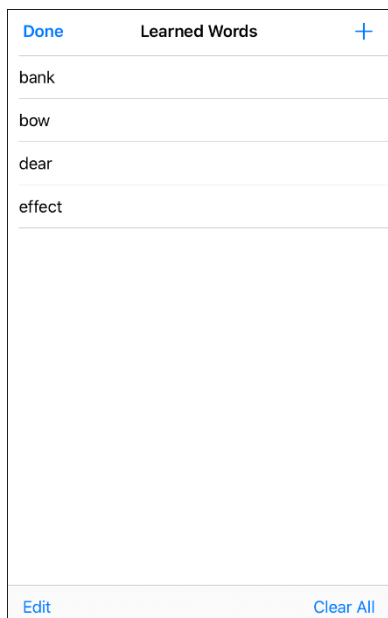 Done Learned Words +
bank
bow
dear
effect
Edit Clear All